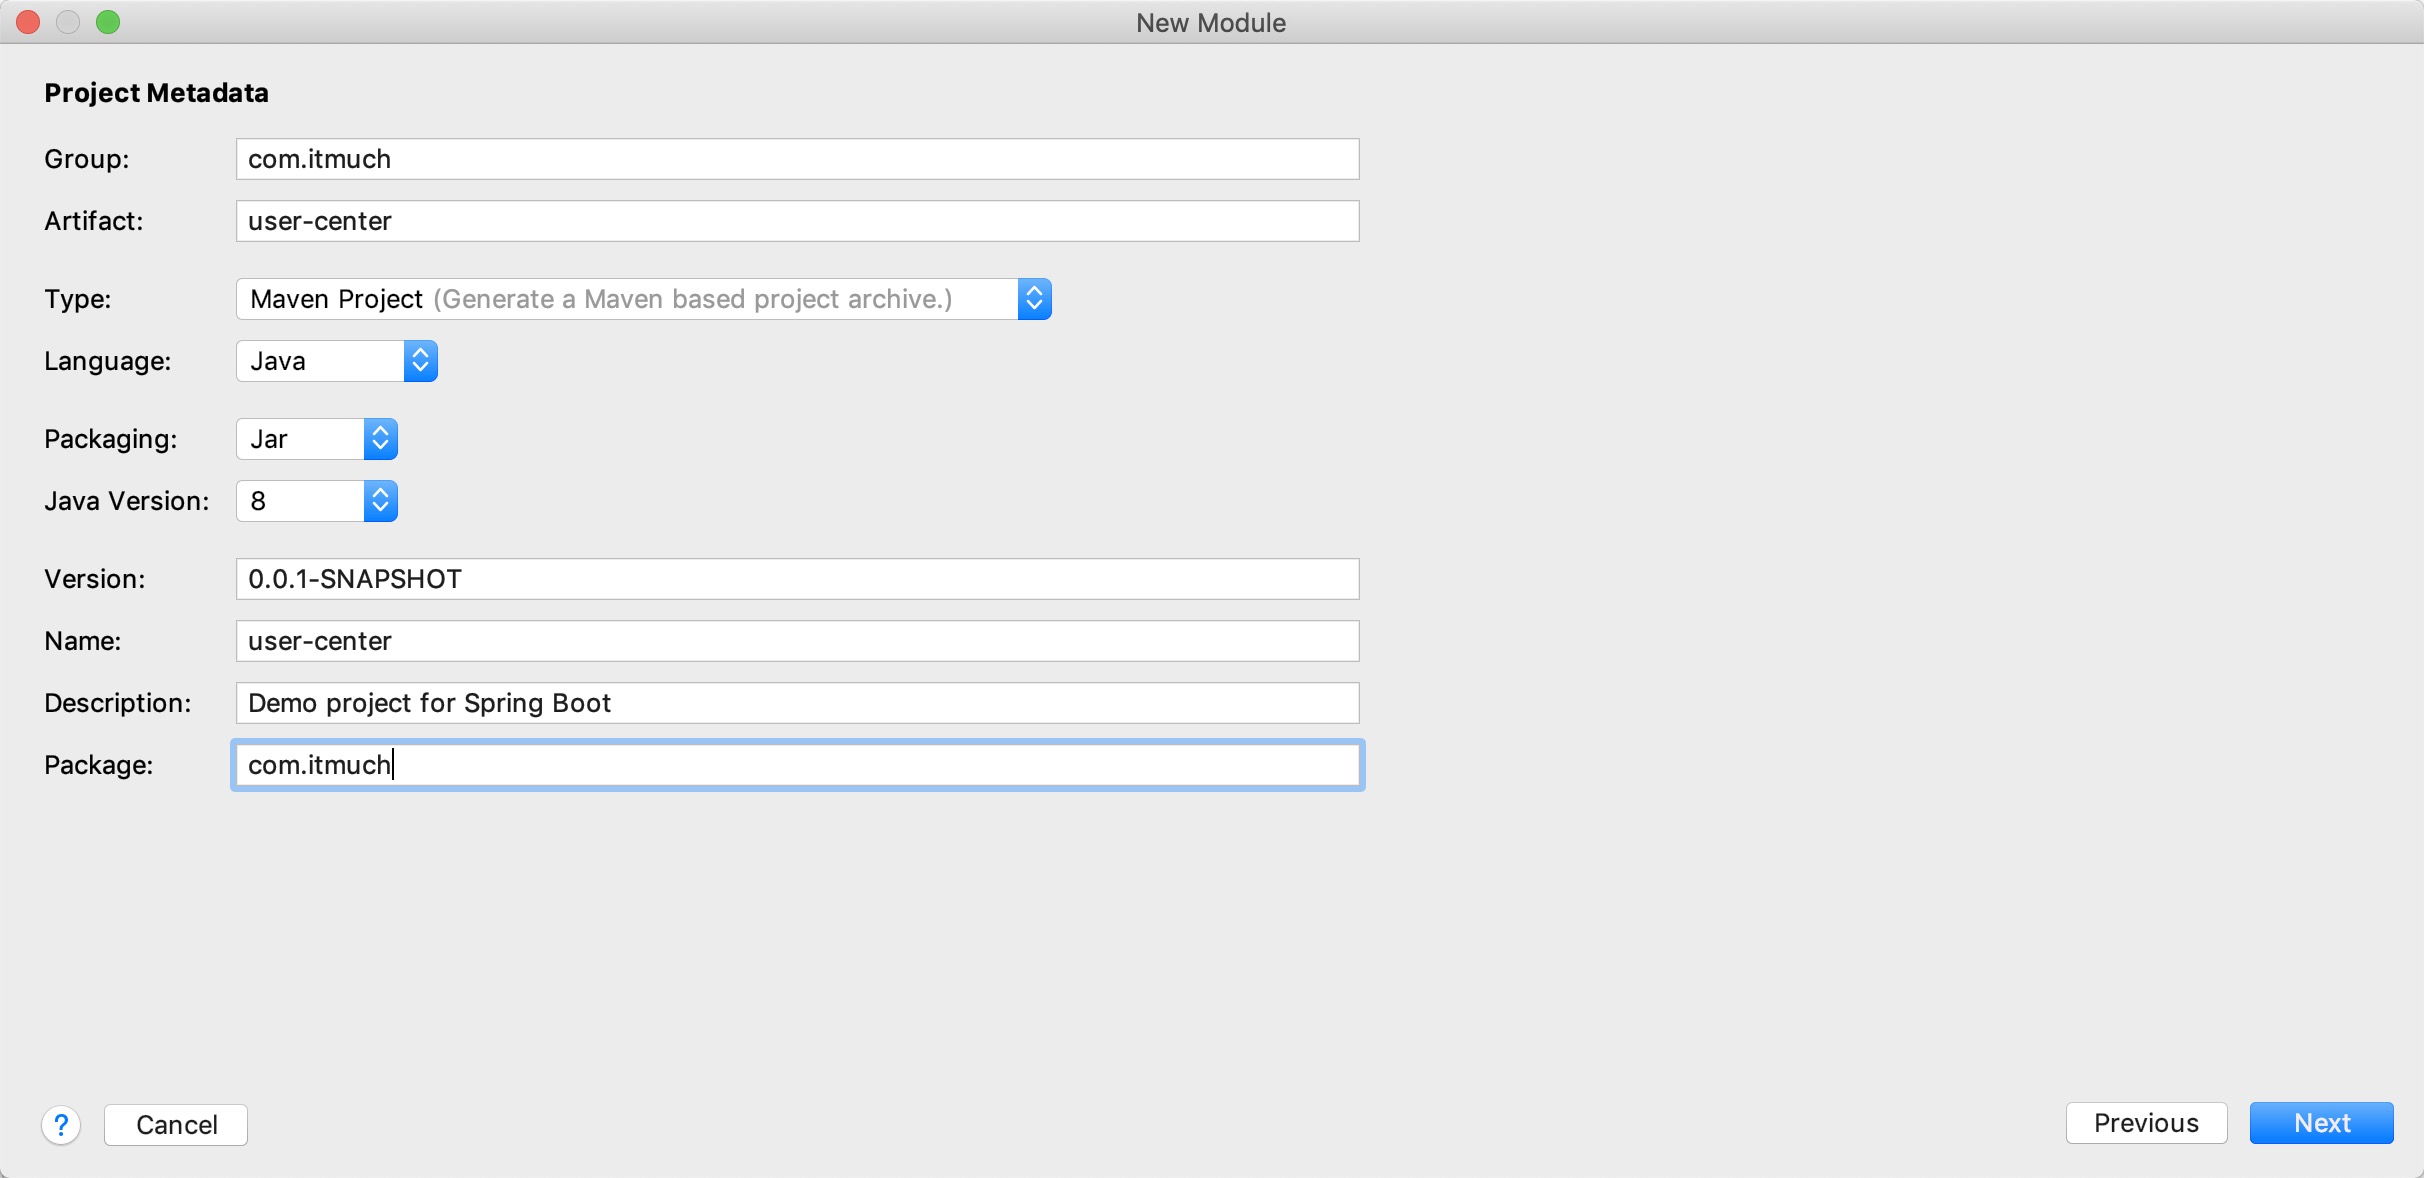 New Module
Project Metadata
Group: com.itmuch
Artifact: user-center
Type: Maven Project (Generate a Maven based project archive.)
Language: Java
Packaging: Jar
Java Version: 8
Version: 0.0.1-SNAPSHOT
Name: user-center
Description: Demo project for Spring Boot
Package: com.itmuch
? Cancel Previous Next